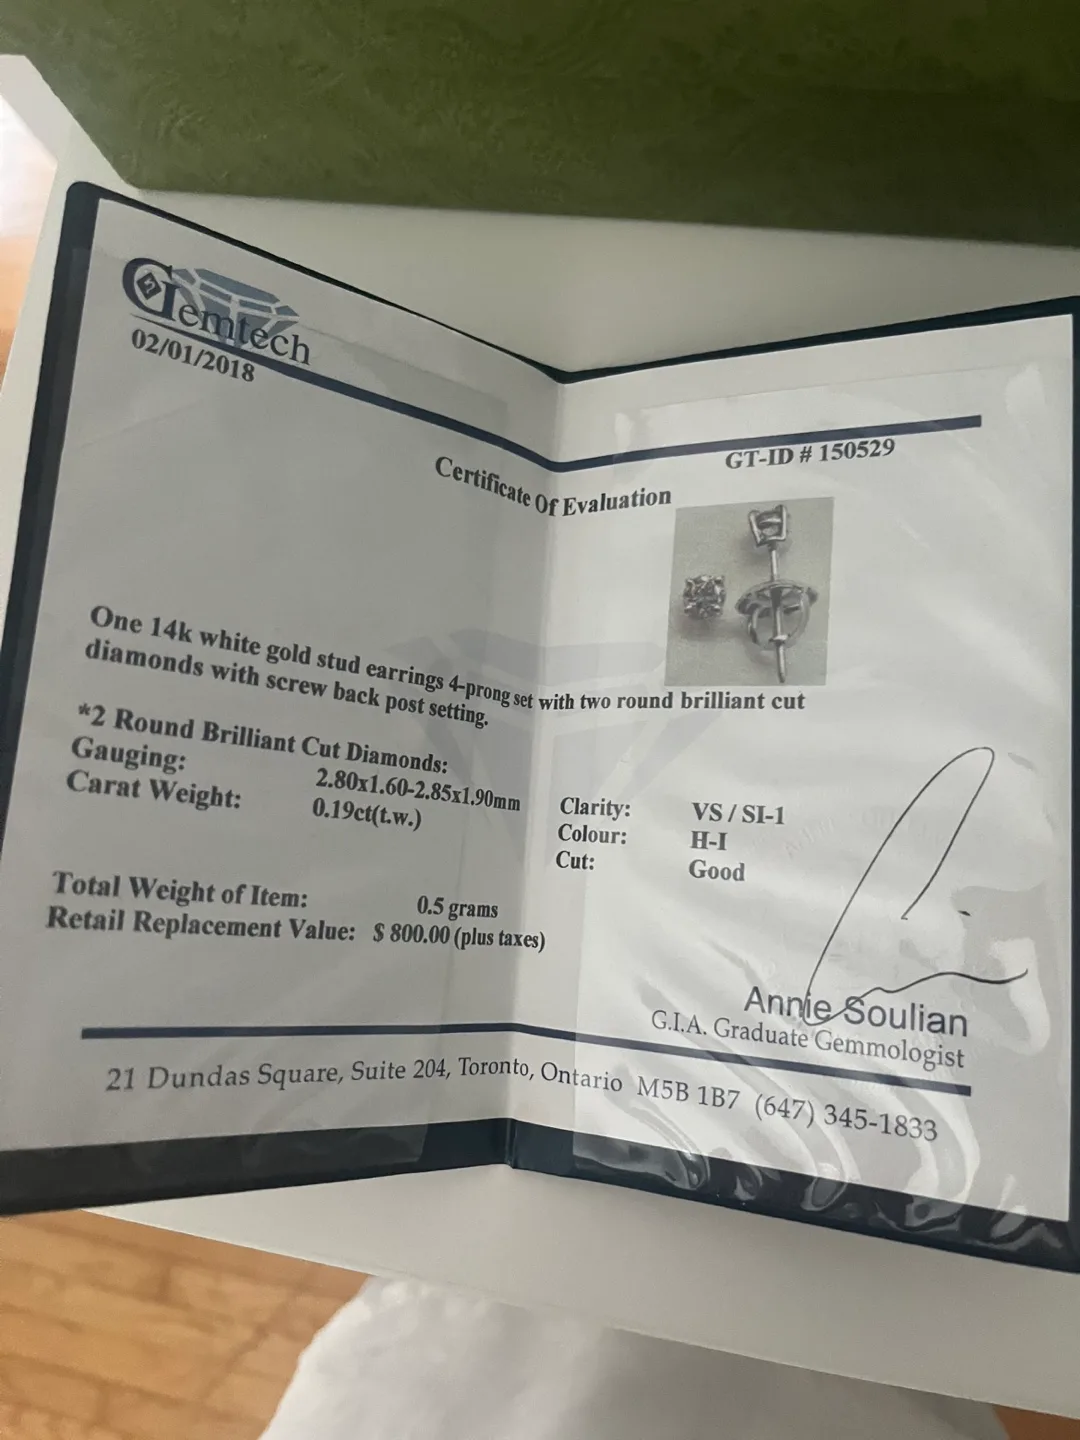 Gemtech
02/01/2018
GT-ID # 150529
Certificate Of Evaluation
One 14k white gold stud earrings 4-prong set with two round brilliant cut
diamonds with screw back post setting.
*2 Round Brilliant Cut Diamonds:
Gauging: 2.80x1.60-2.85x1.90mm
Carat Weight: 0.19ct(t.w.)
Clarity: VS / SI-1
Colour: H-I
Cut: Good
Total Weight of Item: 0.5 grams
Retail Replacement Value: $ 800.00 (plus taxes)
Annie Soulian
G.I.A. Graduate Gemmologist
21 Dundas Square, Suite 204, Toronto, Ontario M5B 1B7 (647) 345-1833